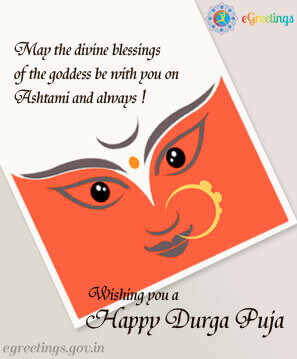 eGreetings
May the divine blessings
of the goddess be with you on
Ashtami and always !
Wishing you a
Happy Durga Puja
egreetings.gov.in